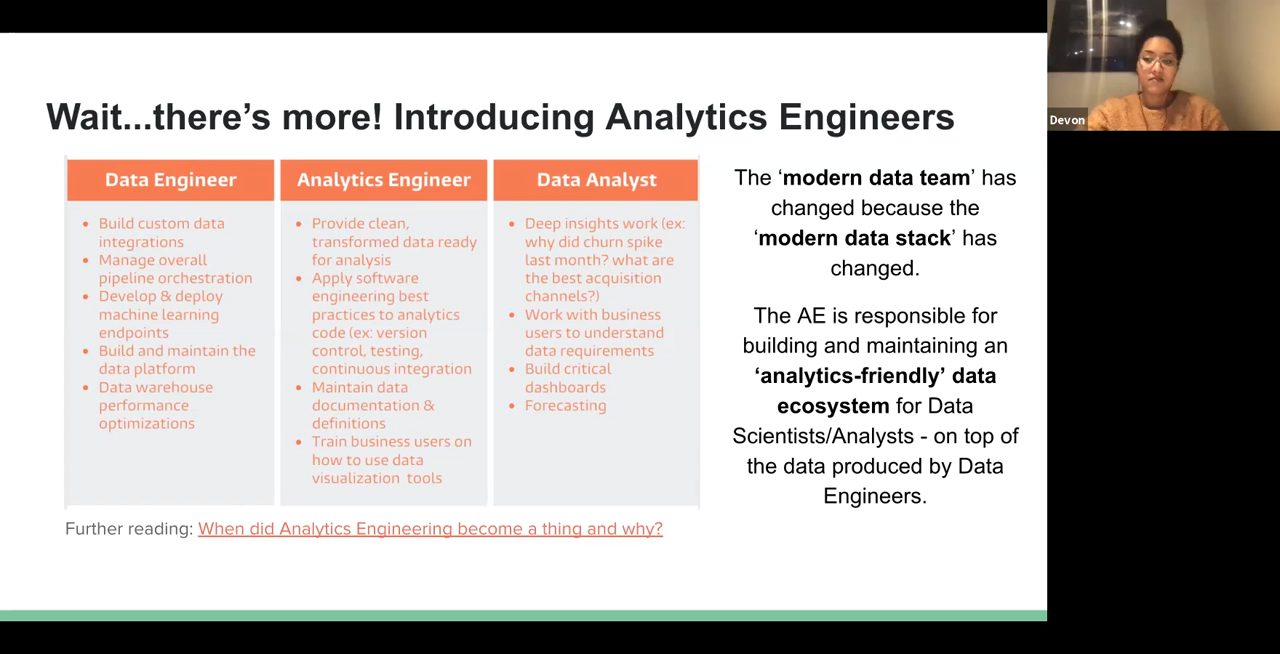 Wait...there's more! Introducing Analytics Engineers
Data Engineer
• Build custom data
integrations
• Manage overall
pipeline orchestration
• Develop & deploy
machine learning
endpoints
• Build and maintain the
data platform
• Data warehouse
performance
optimizations
Analytics Engineer
• Provide clean,
transformed data ready
for analysis
• Apply software
engineering best
practices to analytics
code (ex: version
control, testing,
continuous integration
• Maintain data
documentation &
definitions
• Train business users on
how to use data
visualization tools
Data Analyst
• Deep insights work (ex:
why did churn spike
last month? what are
the best acquisition
channels?)
• Work with business
users to understand
data requirements
• Build critical
dashboards
• Forecasting
The ‘modern data team’ has
changed because the
‘modern data stack’ has
changed.
The AE is responsible for
building and maintaining an
‘analytics-friendly’ data
ecosystem for Data
Scientists/Analysts - on top of
the data produced by Data
Engineers.
Further reading: When did Analytics Engineering become a thing and why?
Devon